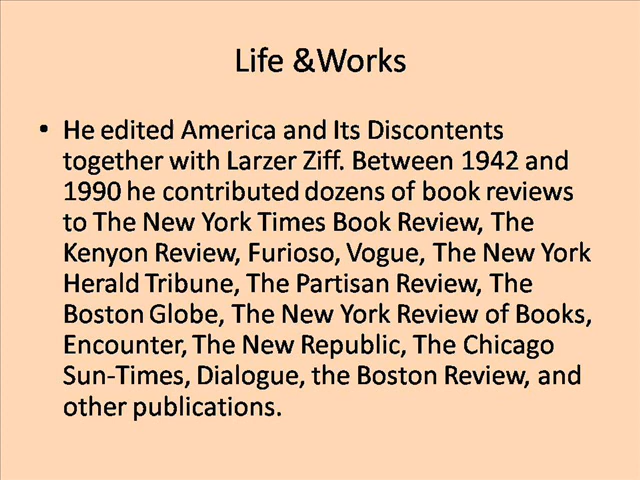 Life &Works
• He edited America and Its Discontents
together with Larzer Ziff. Between 1942 and
1990 he contributed dozens of book reviews
to The New York Times Book Review, The
Kenyon Review, Furioso, Vogue, The New York
Herald Tribune, The Partisan Review, The
Boston Globe, The New York Review of Books,
Encounter, The New Republic, The Chicago
Sun-Times, Dialogue, the Boston Review, and
other publications.